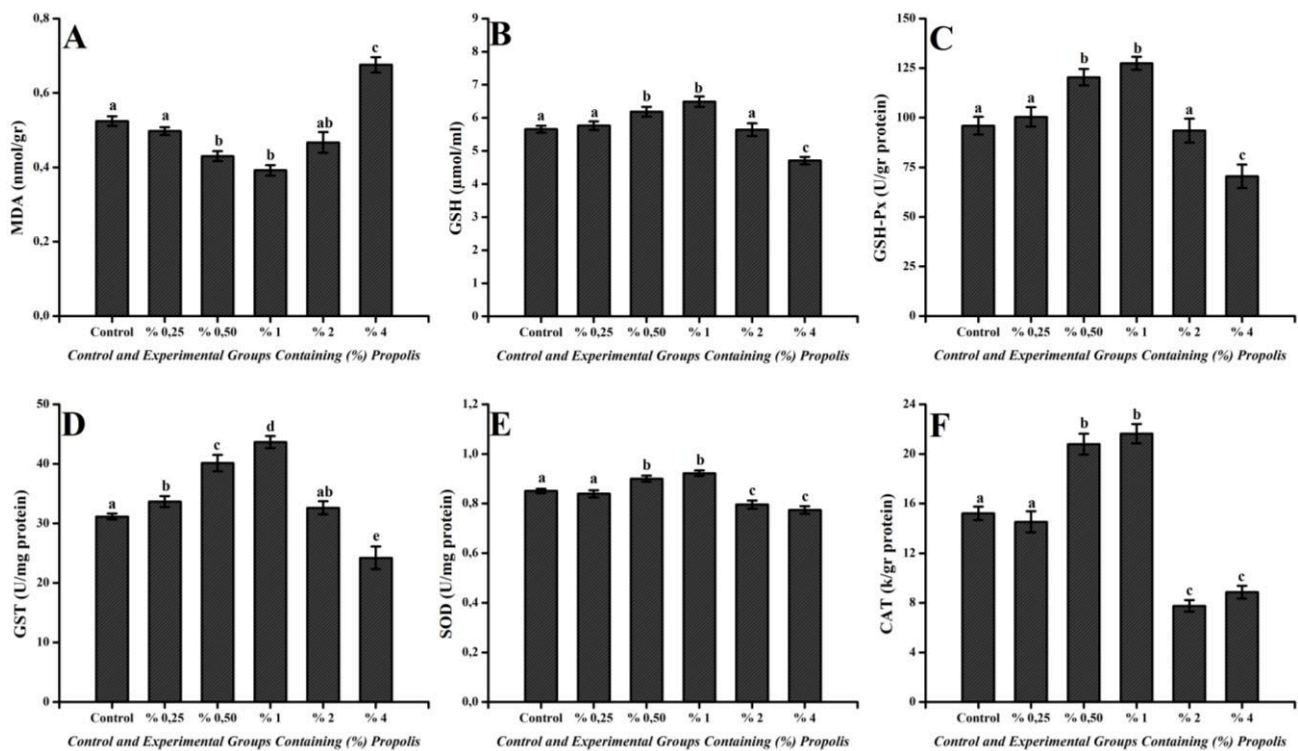 A
MDA (nmol/gr)
0,8
0,6
0,4
0,2
0,0
a
a
b
b
ab
c
Control % 0,25 % 0,50 % 1 % 2 % 4
Control and Experimental Groups Containing (%) Propolis
B
GSH (µmol/ml)
9
8
7
6
5
4
3
2
1
0
a
a
b
b
a
c
Control % 0,25 % 0,50 % 1 % 2 % 4
Control and Experimental Groups Containing (%) Propolis
C
GSH-Px (U/gr protein)
150
125
100
75
50
25
0
a
a
b
b
a
c
Control % 0,25 % 0,50 % 1 % 2 % 4
Control and Experimental Groups Containing (%) Propolis
D
GST (U/mg protein)
50
40
30
20
10
0
a
b
c
d
ab
e
Control % 0,25 % 0,50 % 1 % 2 % 4
Control and Experimental Groups Containing (%) Propolis
E
SOD (U/mg protein)
1,2
1,0
0,8
0,6
0,4
0,2
0,0
a
a
b
b
c
c
Control % 0,25 % 0,50 % 1 % 2 % 4
Control and Experimental Groups Containing (%) Propolis
F
CAT (k/gr protein)
24
20
16
12
8
4
0
a
a
b
b
c
c
Control % 0,25 % 0,50 % 1 % 2 % 4
Control and Experimental Groups Containing (%) Propolis